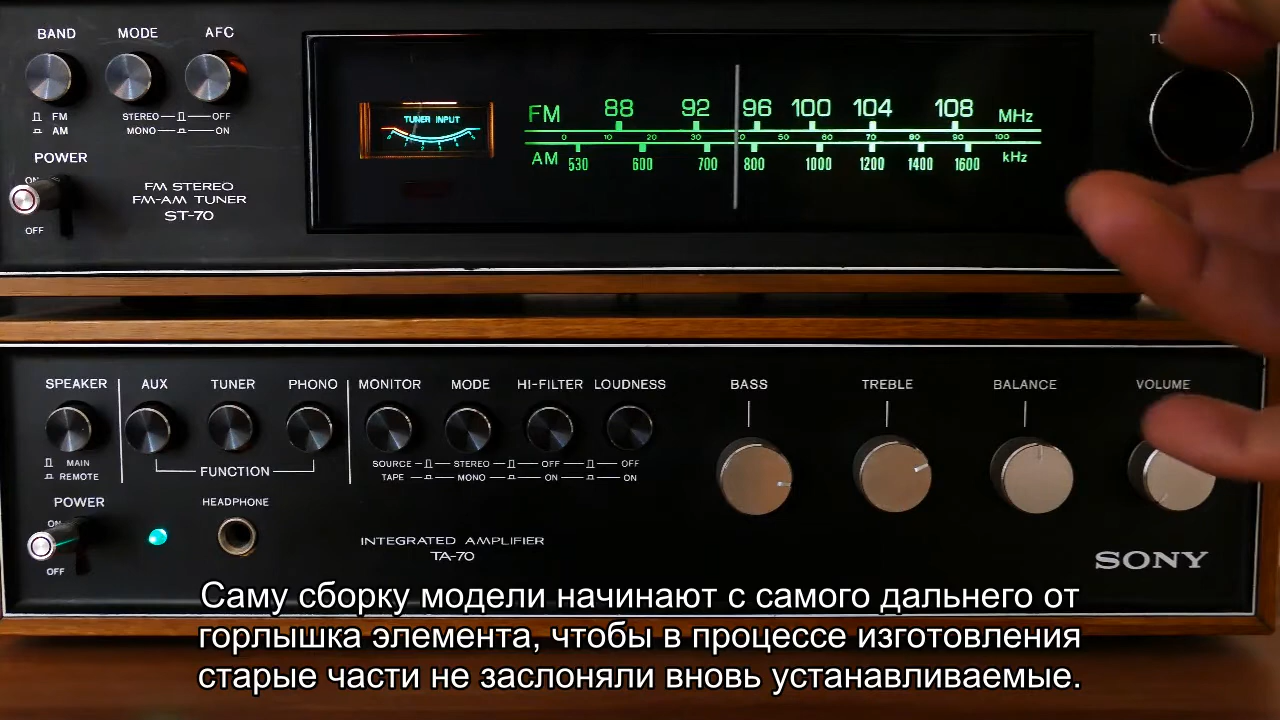 BAND MODE AFC
FM
AM
STEREO OFF
MONO ON
POWER
ON
OFF
FM STEREO
FM-AM TUNER
ST-70
TUNER INPUT
FM 88 92 96 100 104 108 MHz
0 10 20 30 40 50 60 70 80 90 100
AM 530 600 700 800 1000 1200 1400 1600 kHz
SPEAKER AUX TUNER PHONO MONITOR MODE HI-FILTER LOUDNESS BASS TREBLE BALANCE VOLUME
MAIN
REMOTE
FUNCTION
SOURCE STEREO OFF OFF
TAPE MONO ON ON
POWER
ON
OFF
HEADPHONE
INTEGRATED AMPLIFIER
TA-70
SONY
Саму сборку модели начинают с самого дальнего от
горлышка элемента, чтобы в процессе изготовления
старые части не заслоняли вновь устанавливаемые.